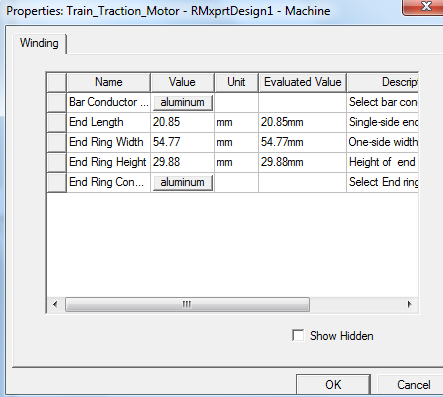 Properties: Train_Traction_Motor - RMxprtDesign1 - Machine
Winding
Name Value Unit Evaluated Value Descript
Bar Conductor ... aluminum Select bar con
End Length 20.85 mm 20.85mm Single-side end
End Ring Width 54.77 mm 54.77mm One-side width
End Ring Height 29.88 mm 29.88mm Height of end
End Ring Con... aluminum Select End ring
Show Hidden
OK Cancel